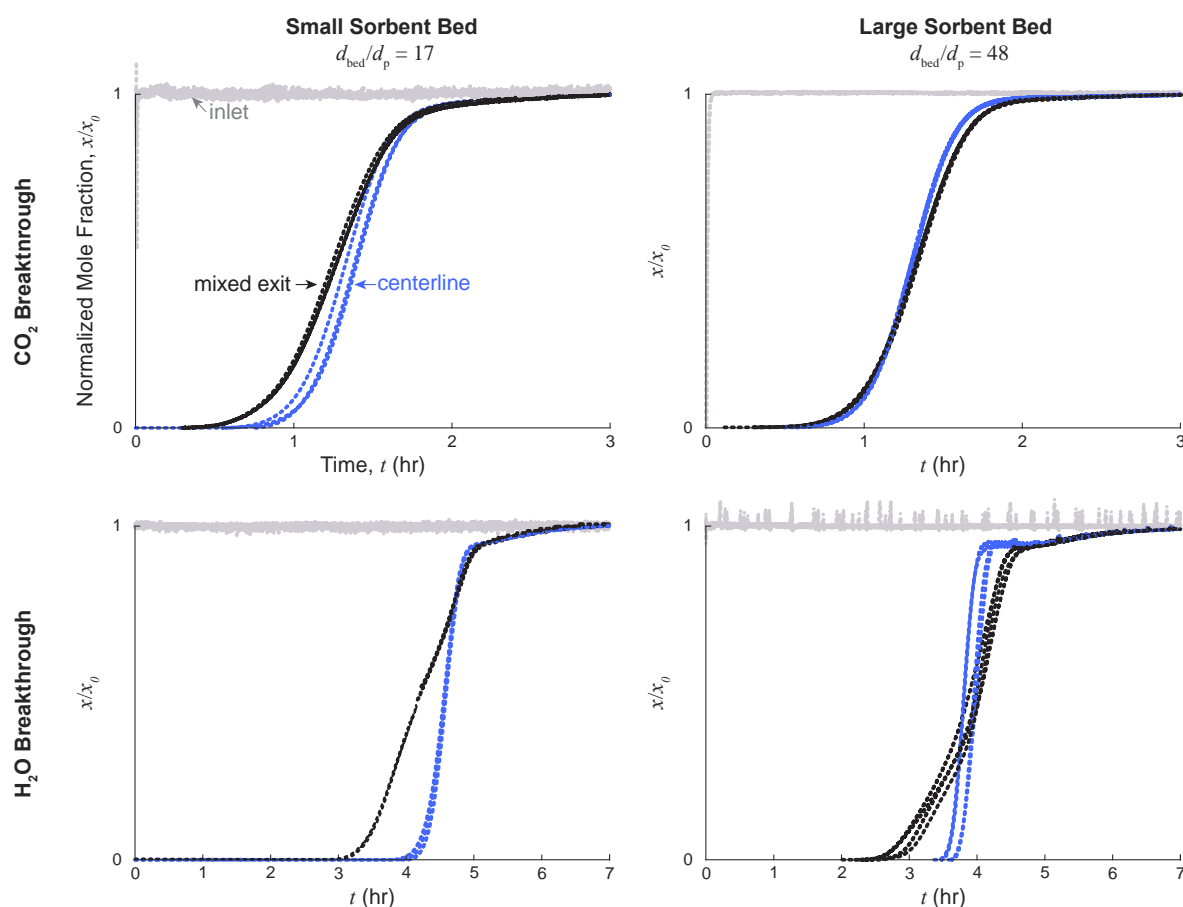 Small Sorbent Bed
d_bed/d_p = 17
Large Sorbent Bed
d_bed/d_p = 48
CO2 Breaktnrough
Normalized Mole Fraction, x/x0
1
0
inlet
mixed exit
centerline
0 1 2 3
Time, t (hr)
x/x0
1
0
0 1 2 3
t (hr)
H2O Breakthrough
x/x0
1
0
0 1 2 3 4 5 6 7
t (hr)
x/x0
1
0
0 1 2 3 4 5 6 7
t (hr)